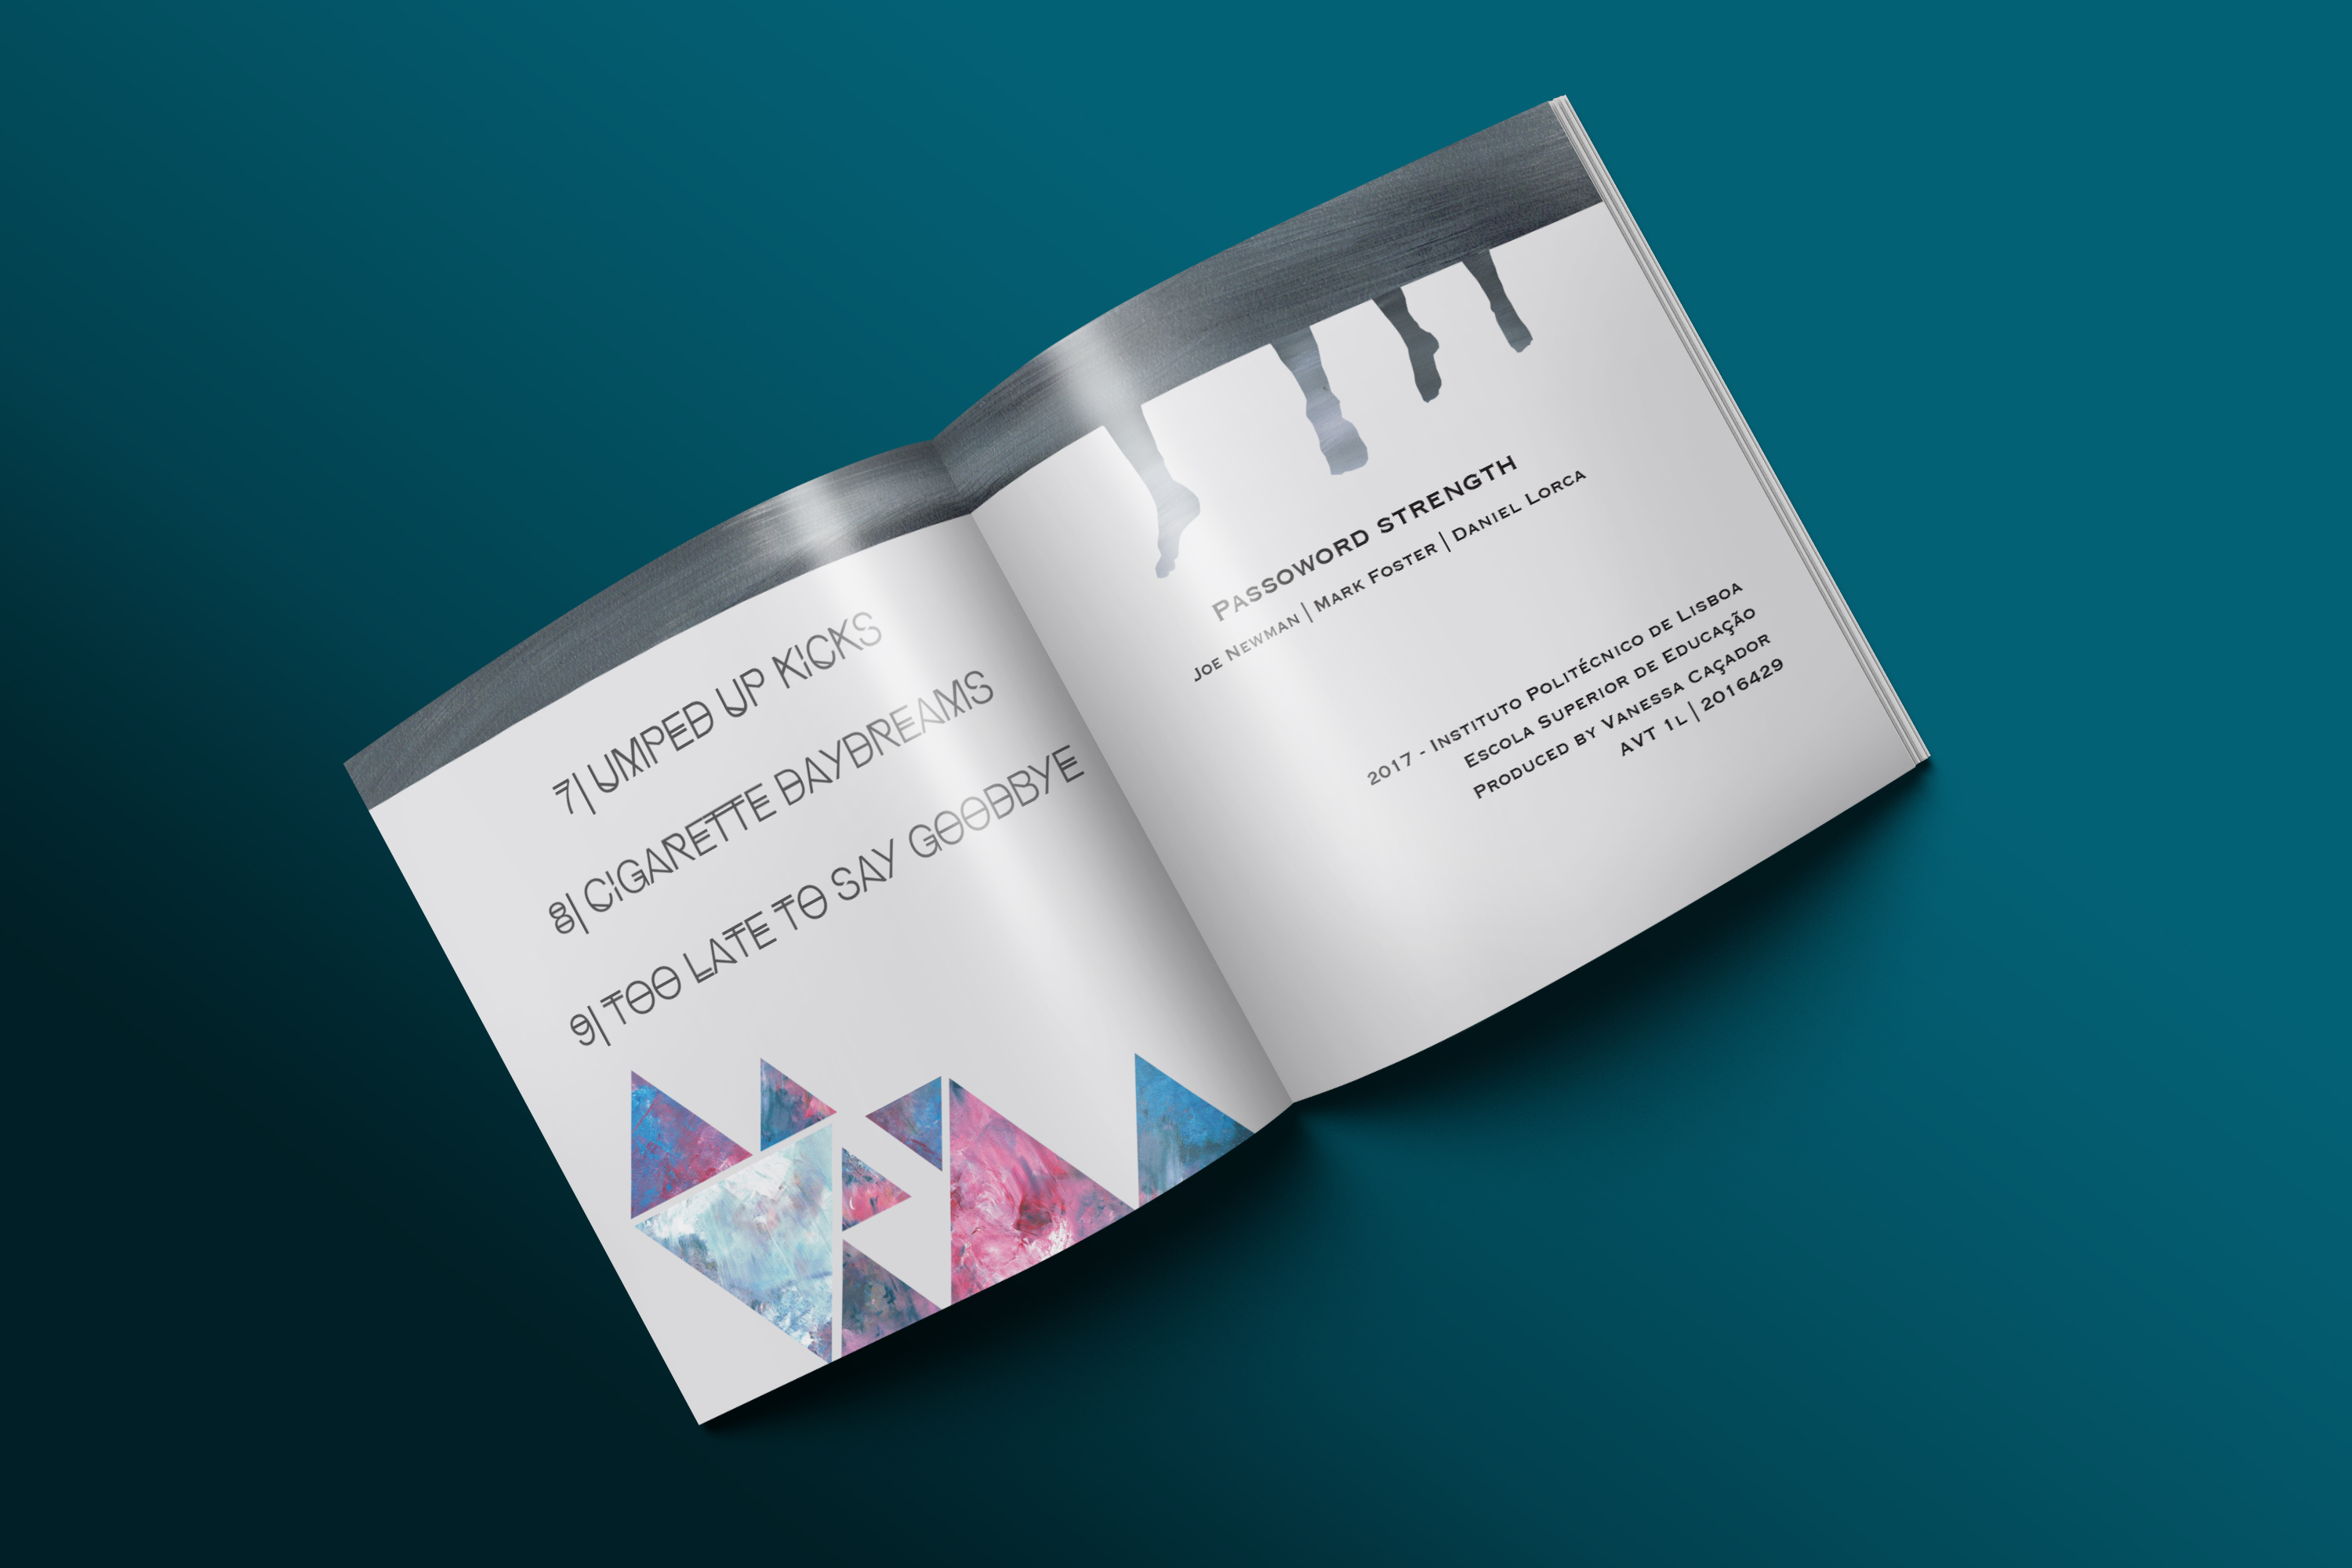 7| UMPED UP KICKS
8| CIGARETTE DAYDREAMS
9| TOO LATE TO SAY GOODBYE
Passoword strength
Joe Newman | Mark Foster | Daniel Lorca
2017 - Instituto Politécnico de Lisboa
Escola Superior de Educação
Produced by Vanessa Caçador
AVT 1L | 2016429